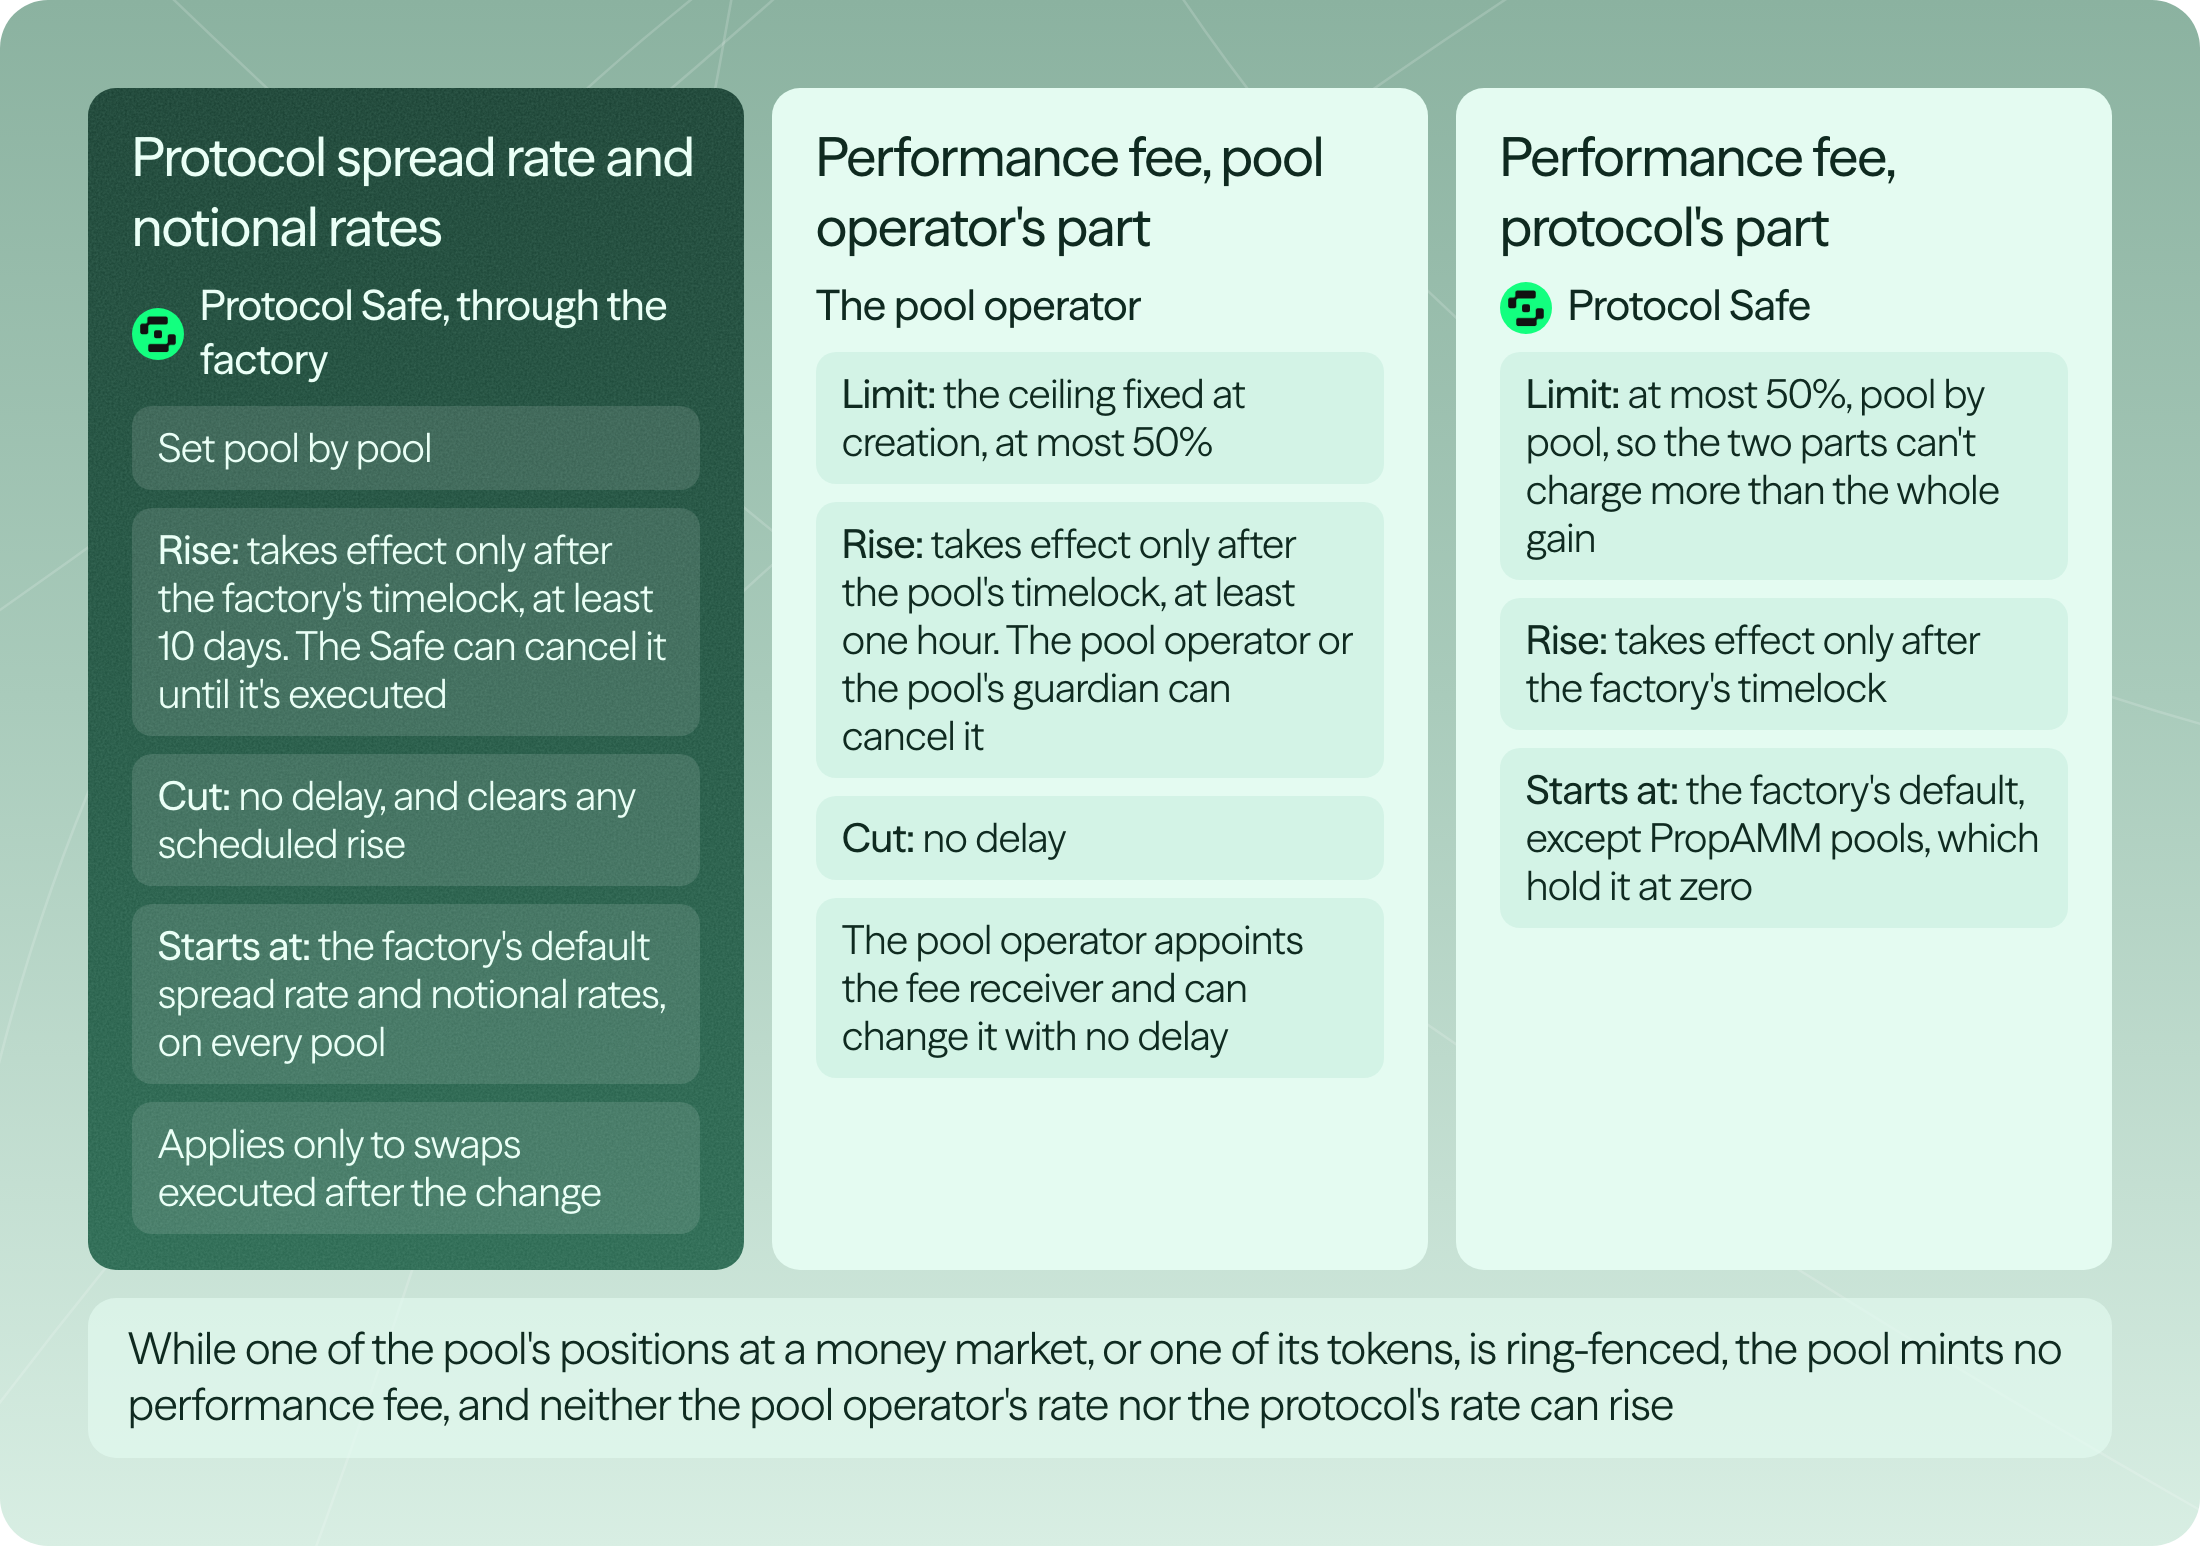 Protocol spread rate and
notional rates
Protocol Safe, through the
factory
Set pool by pool
Rise: takes effect only after
the factory's timelock, at least
10 days. The Safe can cancel it
until it's executed
Cut: no delay, and clears any
scheduled rise
Starts at: the factory's default
spread rate and notional rates,
on every pool
Applies only to swaps
executed after the change
Performance fee, pool
operator's part
The pool operator
Limit: the ceiling fixed at
creation, at most 50%
Rise: takes effect only after
the pool's timelock, at least
one hour. The pool operator or
the pool's guardian can
cancel it
Cut: no delay
The pool operator appoints
the fee receiver and can
change it with no delay
Performance fee,
protocol's part
Protocol Safe
Limit: at most 50%, pool by
pool, so the two parts can't
charge more than the whole
gain
Rise: takes effect only after
the factory's timelock
Starts at: the factory's default,
except PropAMM pools, which
hold it at zero
While one of the pool's positions at a money market, or one of its tokens, is ring-fenced, the pool mints no
performance fee, and neither the pool operator's rate nor the protocol's rate can rise